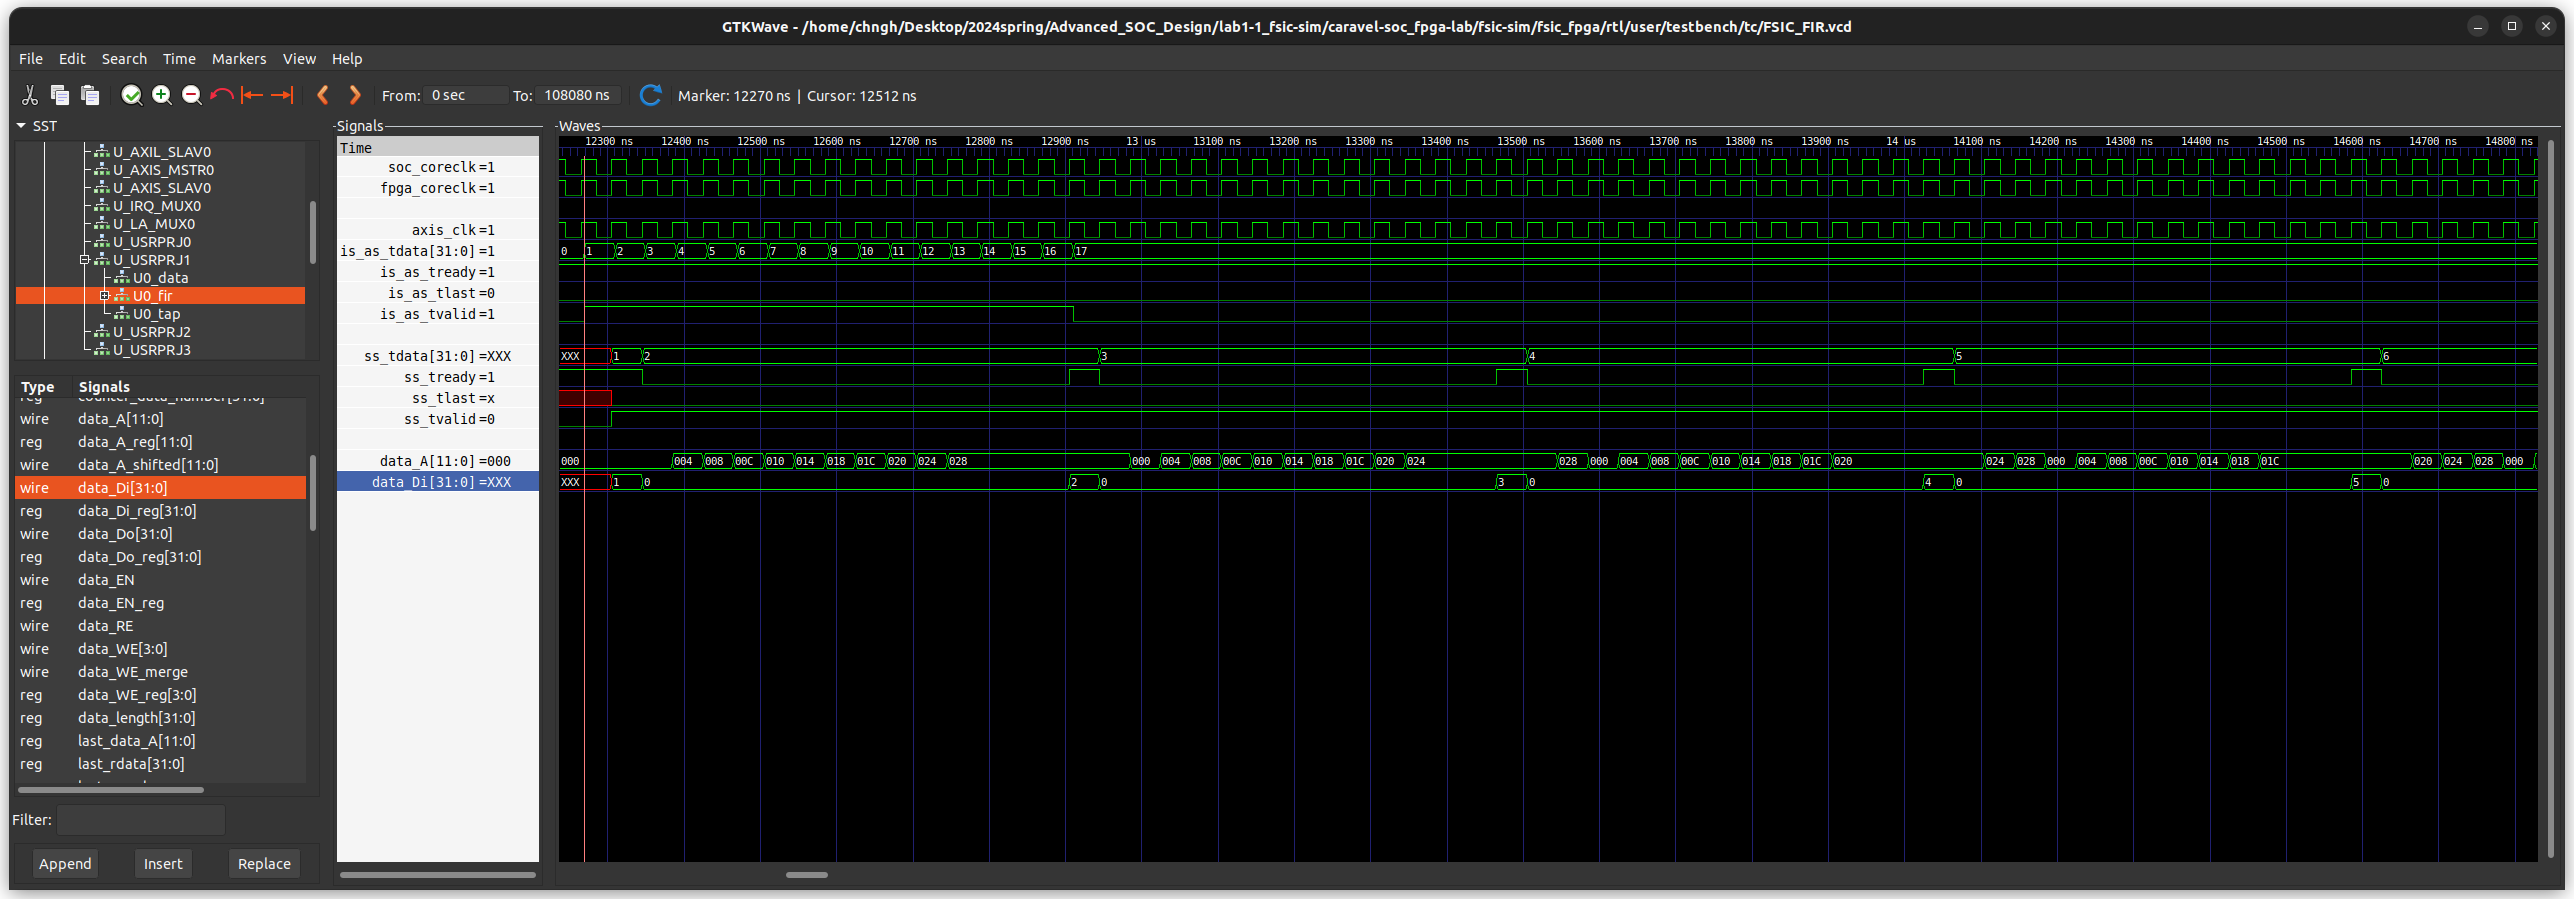 GTKWave - /home/chngh/Desktop/2024spring/Advanced_SOC_Design/lab1-1_fsic-sim/caravel-soc_fpga-lab/fsic-sim/fsic_fpga/rtl/user/testbench/tc/FSIC_FIR.vcd
File Edit Search Time Markers View Help
From: 0 sec To: 108080 ns Marker: 12270 ns | Cursor: 12512 ns
SST
U_AXIL_SLAV0
U_AXIS_MSTR0
U_AXIS_SLAV0
U_IRQ_MUX0
U_LA_MUX0
U_USRPRJ0
U_USRPRJ1
U0_data
U0_fir
U0_tap
U_USRPRJ2
U_USRPRJ3
Type Signals
reg counter_data_number[31:0]
wire data_A[11:0]
reg data_A_reg[11:0]
wire data_A_shifted[11:0]
wire data_Di[31:0]
reg data_Di_reg[31:0]
wire data_Do[31:0]
reg data_Do_reg[31:0]
wire data_EN
reg data_EN_reg
wire data_RE
wire data_WE[3:0]
wire data_WE_merge
reg data_WE_reg[3:0]
reg data_length[31:0]
reg last_data_A[11:0]
reg last_rdata[31:0]
Filter:
Append Insert Replace
Signals
Time
soc_coreclk=1
fpga_coreclk=1
axis_clk=1
is_as_tdata[31:0]=1
is_as_tready=1
is_as_tlast=0
is_as_tvalid=1
ss_tdata[31:0]=XXX
ss_tready=1
ss_tlast=x
ss_tvalid=0
data_A[11:0]=000
data_Di[31:0]=XXX
Waves
12300 ns 12400 ns 12500 ns 12600 ns 12700 ns 12800 ns 12900 ns 13 us 13100 ns 13200 ns 13300 ns 13400 ns 13500 ns 13600 ns 13700 ns 13800 ns 13900 ns 14 us 14100 ns 14200 ns 14300 ns 14400 ns 14500 ns 14600 ns 14700 ns 14800 ns
0 1 2 3 4 5 6 7 8 9 10 11 12 13 14 15 16 17
XXX 1 2 3 4 5 6
000 004 008 00C 010 014 018 01C 020 024 028 000 004 008 00C 010 014 018 01C 020 024 028 000 004 008 00C 010 014 018 01C 020 024 028 000 004 008 00C 010 014 018 01C 020 024 028 000
XXX 1 0 2 0 3 0 4 0 5 0